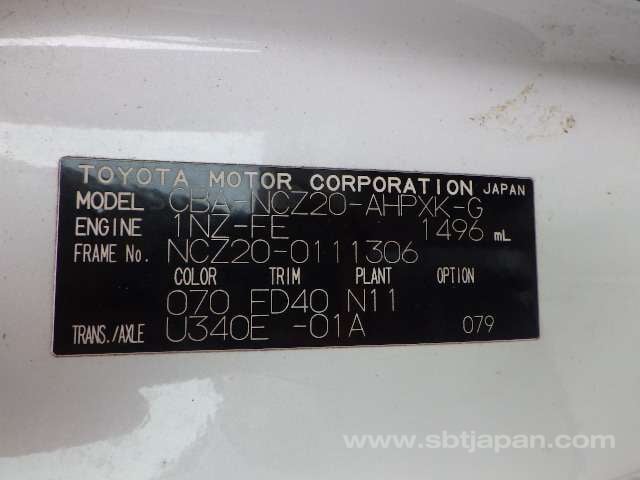 TOYOTA MOTOR CORPORATION JAPAN
MODEL CBA-NCZ20-AHPXK-G
ENGINE 1NZ-FE 1496 mL
FRAME No. NCZ20-0111306
COLOR TRIM PLANT OPTION
070 FD40 N11
TRANS./AXLE U340E -01A 079
www.sbtjapan.com